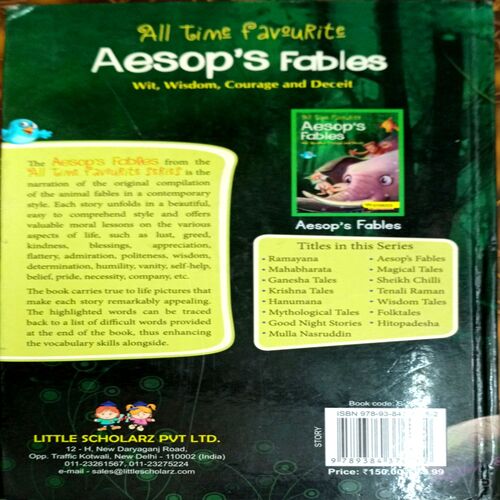 All Time Favourite
Aesop's Fables
Wit, Wisdom, Courage and Deceit
The Aesop's Fables from the
All Time Favourite Series is the
narration of the original compilation
of the animal fables in a contemporary
style. Each story unfolds in a beautiful,
easy to comprehend style and offers
valuable moral lessons on the various
aspects of life, such as lust, greed,
kindness, blessings, appreciation,
flattery, admiration, politeness, wisdom,
determination, humility, vanity, self-help,
belief, pride, necessity, company, etc.
The book carries true to life pictures that
make each story remarkably appealing.
The highlighted words can be traced
back to a list of difficult words provided
at the end of the book, thus enhancing
the vocabulary skills alongside.
All Time Favourite
Aesop's
Fables
Aesop's Fables
Titles in this Series
• Ramayana
• Mahabharata
• Ganesha Tales
• Krishna Tales
• Hanumana
• Mythological Tales
• Good Night Stories
• Mulla Nasruddin
• Aesop's Fables
• Magical Tales
• Sheikh Chilli
• Tenali Raman
• Wisdom Tales
• Folktales
• Hitopadesha
LITTLE SCHOLARZ PVT LTD.
12 - H, New Daryaganj Road,
Opp. Traffic Kotwali, New Delhi - 110002 (India)
011-23261567, 011-23275224
e-mail - sales@littlescholarz.com
Book code:
STORY
ISBN 978-93-84
9 789384
Price: ₹150.00